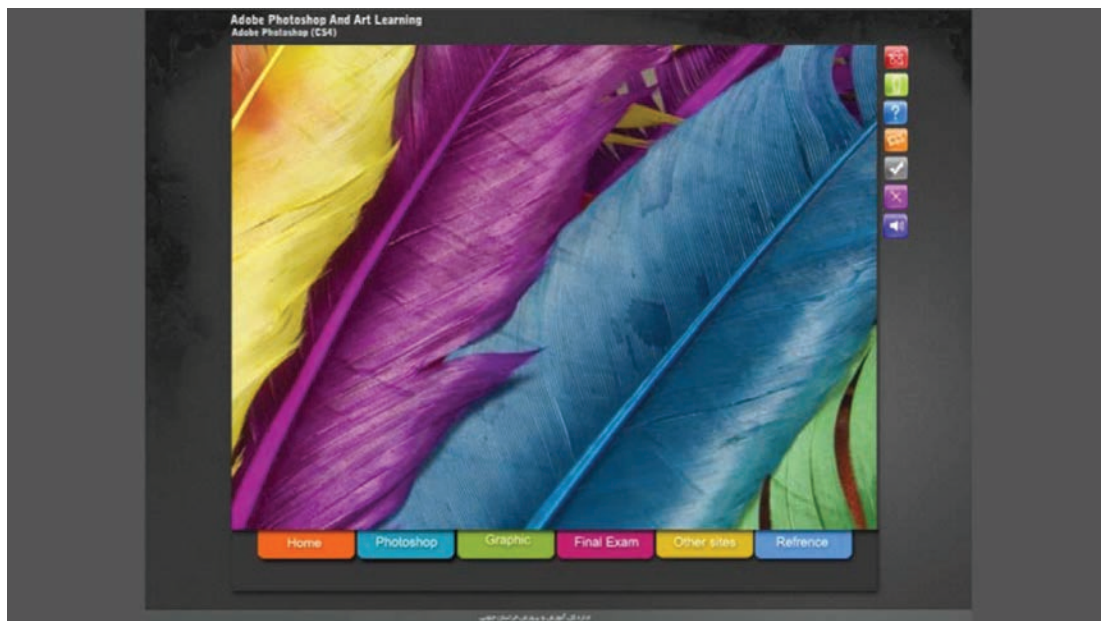 Adobe Photoshop And Art Learning
Adobe Photoshop (CS4)
?
Home Photoshop Graphic Final Exam Other sites Refrence